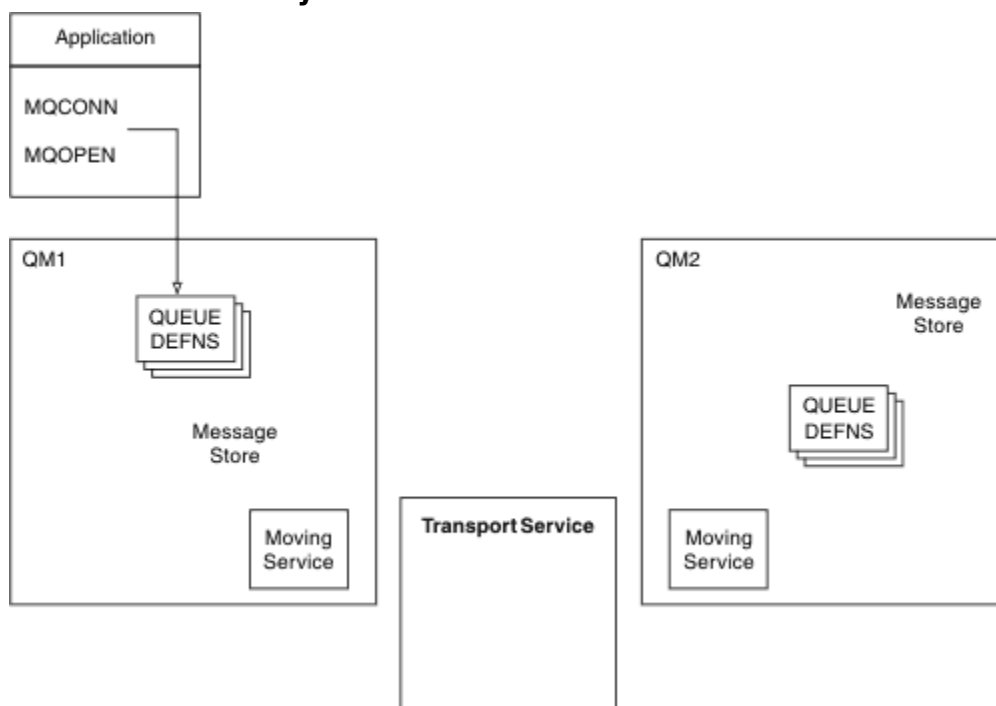 Application
MQCONN
MQOPEN
QM1
QUEUE
DEFNS
Message
Store
Moving
Service
Transport Service
QM2
Message
Store
QUEUE
DEFNS
Moving
Service